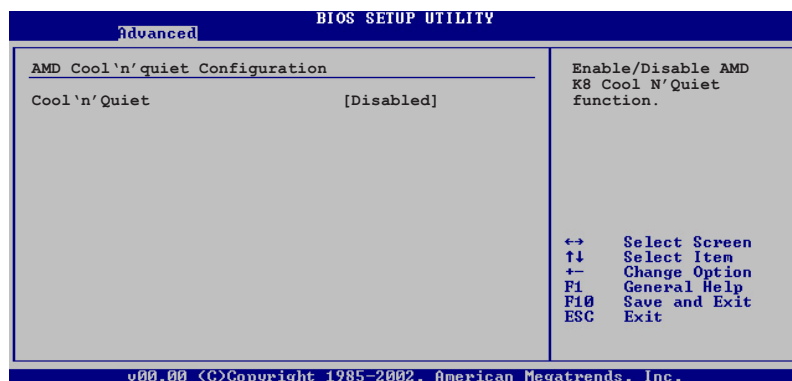 BIOS SETUP UTILITY
Advanced
AMD Cool`n'quiet Configuration
Cool`n'Quiet [Disabled]
Enable/Disable AMD
K8 Cool N'Quiet
function.
↔ Select Screen
↑↓ Select Item
+- Change Option
F1 General Help
F10 Save and Exit
ESC Exit
v00.00 (C)Copyright 1985-2002, American Megatrends, Inc.